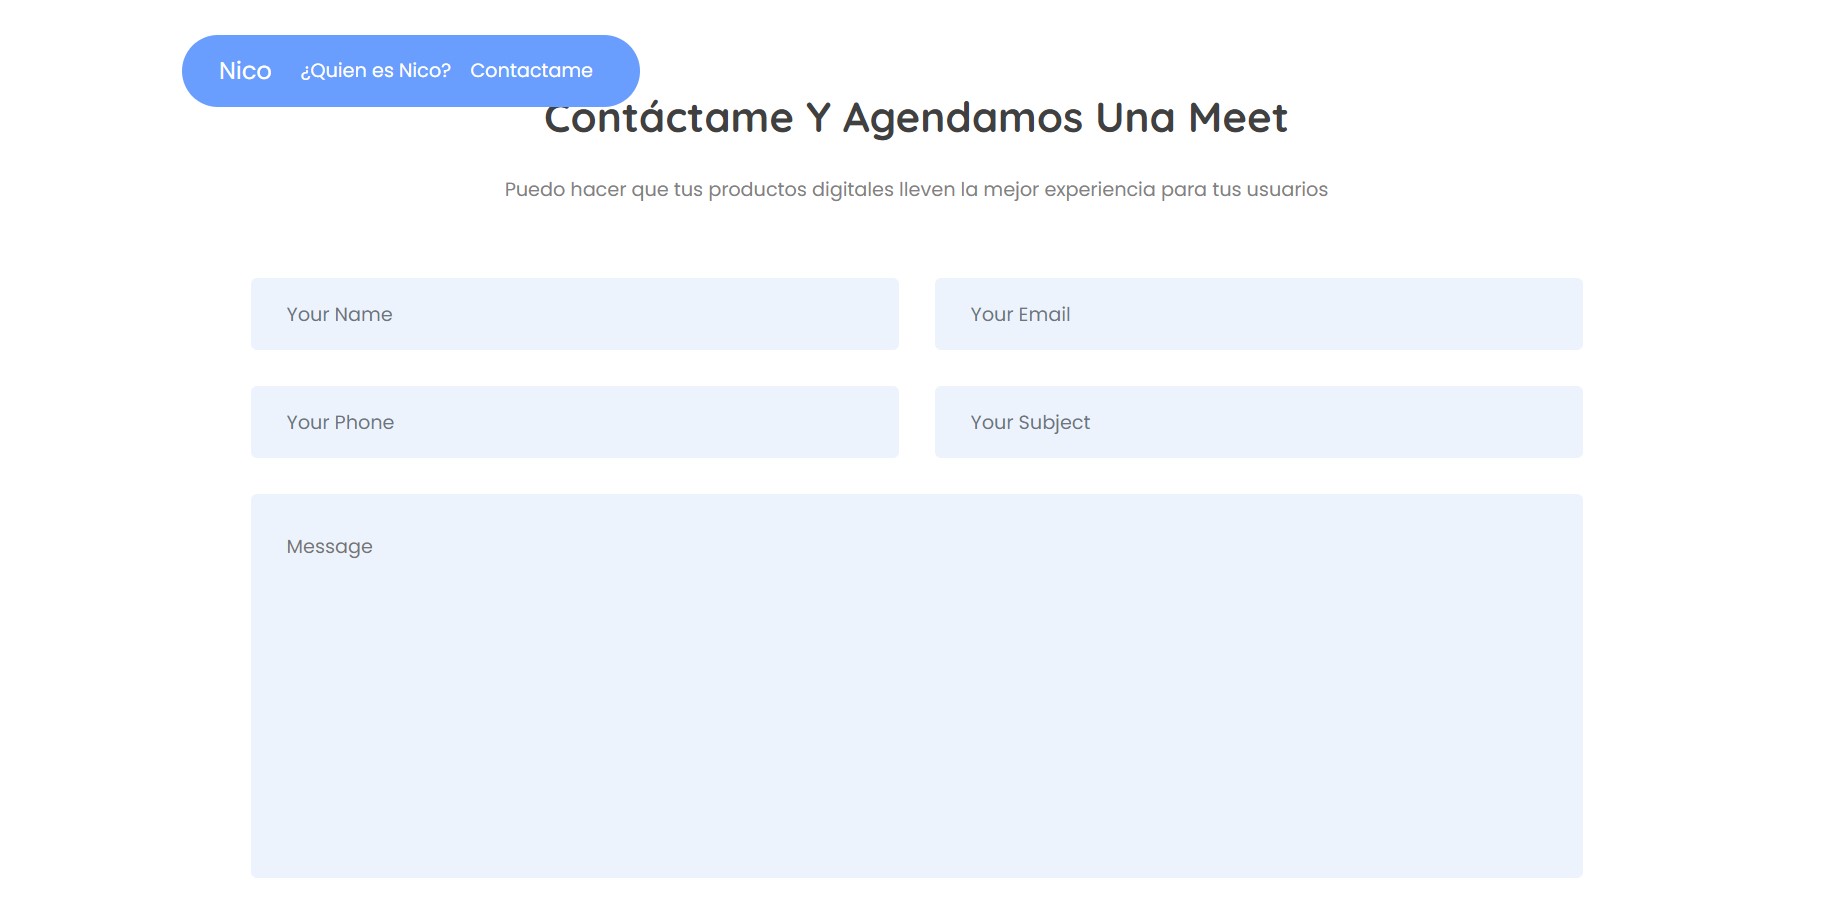 Nico ¿Quien es Nico? Contactame
Contáctame Y Agendamos Una Meet
Puedo hacer que tus productos digitales lleven la mejor experiencia para tus usuarios
Your Name
Your Email
Your Phone
Your Subject
Message